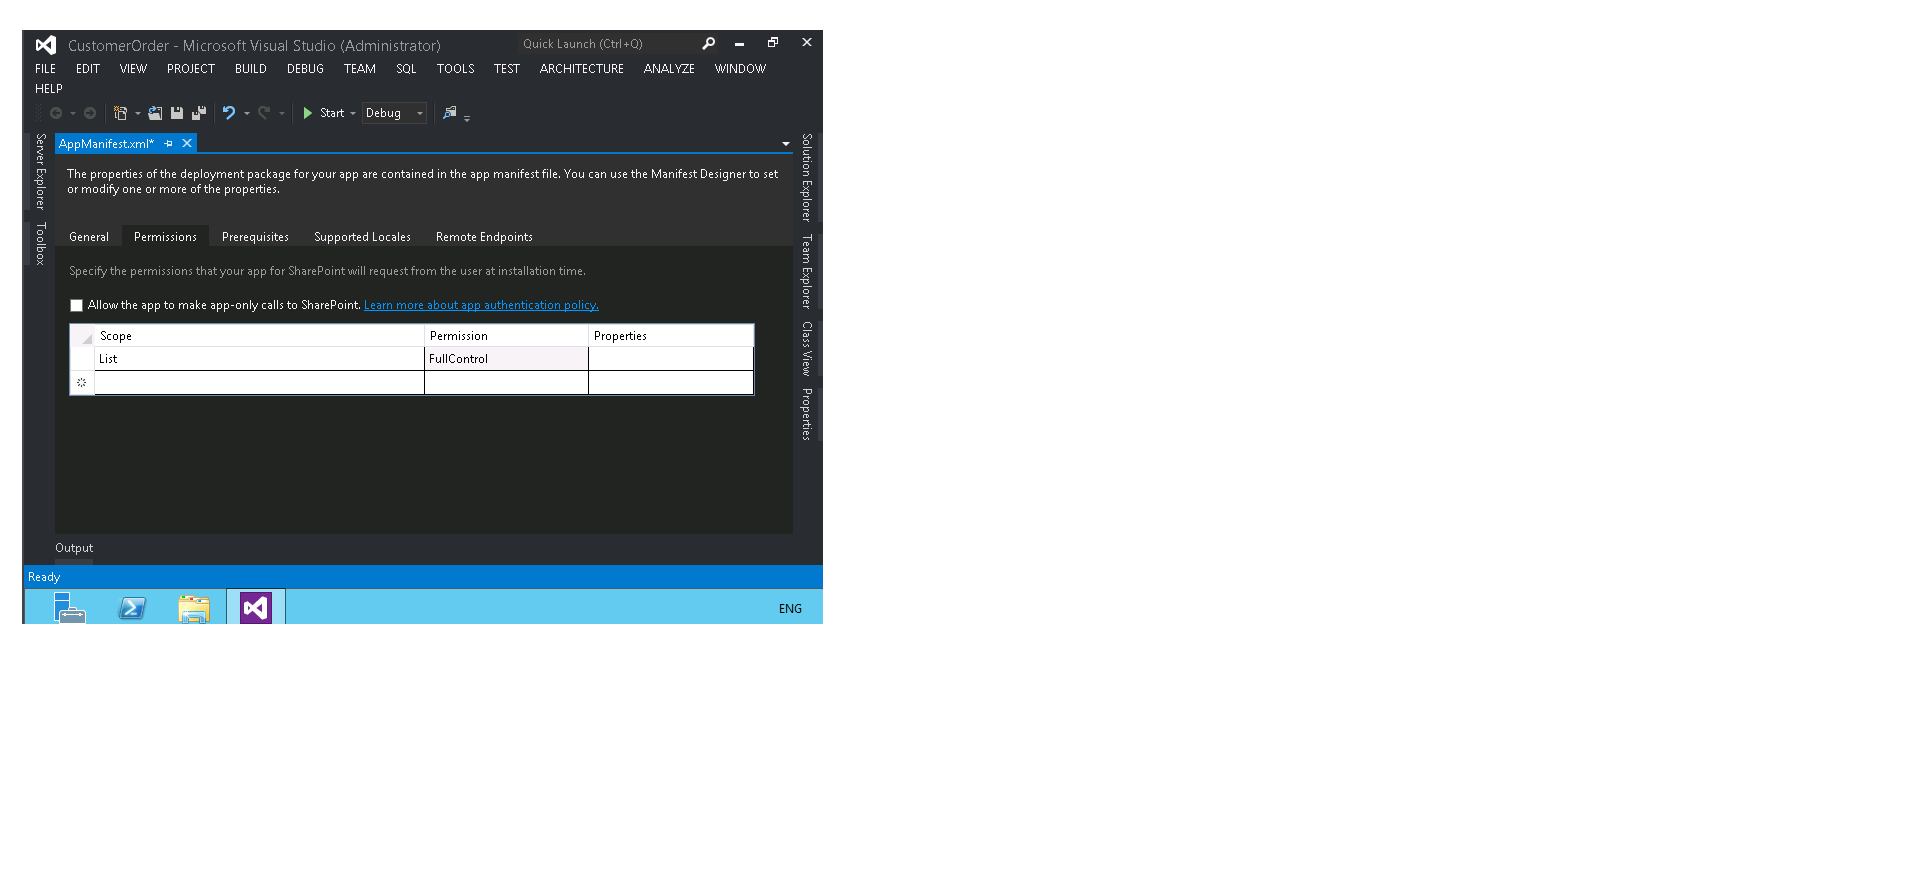 CustomerOrder - Microsoft Visual Studio (Administrator)
Quick Launch (Ctrl+Q)
FILE EDIT VIEW PROJECT BUILD DEBUG TEAM SQL TOOLS TEST ARCHITECTURE ANALYZE WINDOW
HELP
Start Debug
Server Explorer
Toolbox
AppManifest.xml*
The properties of the deployment package for your app are contained in the app manifest file. You can use the Manifest Designer to set
or modify one or more of the properties.
General Permissions Prerequisites Supported Locales Remote Endpoints
Specify the permissions that your app for SharePoint will request from the user at installation time.
Allow the app to make app-only calls to SharePoint. Learn more about app authentication policy.
Scope Permission Properties
List FullControl
Solution Explorer
Team Explorer
Class View
Properties
Output
Ready
ENG